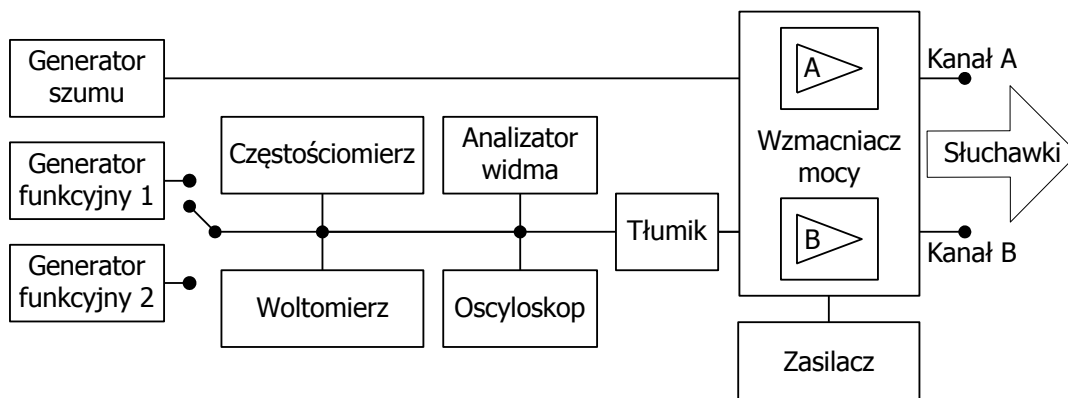 Generator
szumu
Generator
funkcyjny 1
Generator
funkcyjny 2
Częstościomierz
Woltomierz
Analizator
widma
Oscyloskop
Tłumik
A
Wzmacniacz
mocy
B
Zasilacz
Kanał A
Słuchawki
Kanał B